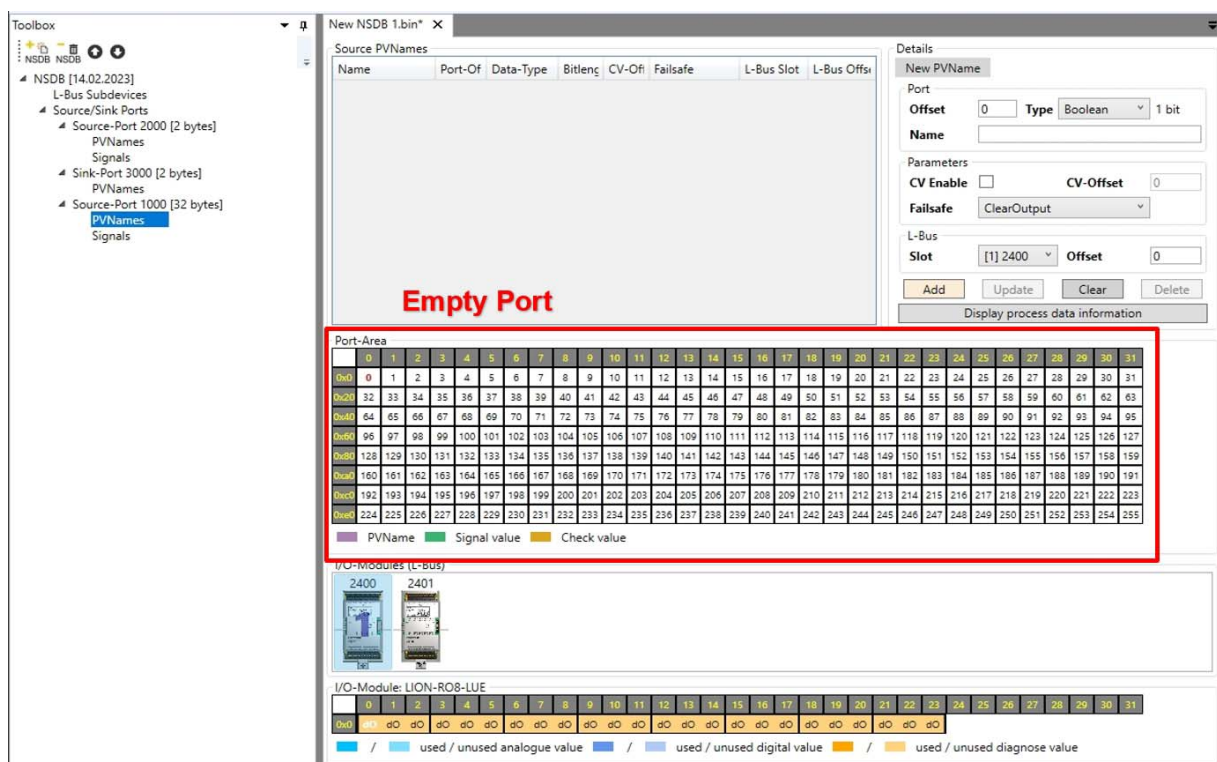 Toolbox
NSDB NSDB
NSDB [14.02.2023]
L-Bus Subdevices
Source/Sink Ports
Source-Port 2000 [2 bytes]
PVNames
Signals
Sink-Port 3000 [2 bytes]
PVNames
Source-Port 1000 [32 bytes]
PVNames
Signals
New NSDB 1.bin*
Source PVNames
Name Port-Of Data-Type Bitleng CV-Off Failsafe L-Bus Slot L-Bus Offs
Details
New PVName
Port
Offset 0 Type Boolean 1 bit
Name
Parameters
CV Enable CV-Offset 0
Failsafe ClearOutput
L-Bus
Slot [1] 2400 Offset 0
Add Update Clear Delete
Display process data information
Empty Port
Port-Area
0 1 2 3 4 5 6 7 8 9 10 11 12 13 14 15 16 17 18 19 20 21 22 23 24 25 26 27 28 29 30 31
0x0 0 1 2 3 4 5 6 7 8 9 10 11 12 13 14 15 16 17 18 19 20 21 22 23 24 25 26 27 28 29 30 31
0x20 32 33 34 35 36 37 38 39 40 41 42 43 44 45 46 47 48 49 50 51 52 53 54 55 56 57 58 59 60 61 62 63
0x40 64 65 66 67 68 69 70 71 72 73 74 75 76 77 78 79 80 81 82 83 84 85 86 87 88 89 90 91 92 93 94 95
0x60 96 97 98 99 100 101 102 103 104 105 106 107 108 109 110 111 112 113 114 115 116 117 118 119 120 121 122 123 124 125 126 127
0x80 128 129 130 131 132 133 134 135 136 137 138 139 140 141 142 143 144 145 146 147 148 149 150 151 152 153 154 155 156 157 158 159
0xa0 160 161 162 163 164 165 166 167 168 169 170 171 172 173 174 175 176 177 178 179 180 181 182 183 184 185 186 187 188 189 190 191
0xc0 192 193 194 195 196 197 198 199 200 201 202 203 204 205 206 207 208 209 210 211 212 213 214 215 216 217 218 219 220 221 222 223
0xe0 224 225 226 227 228 229 230 231 232 233 234 235 236 237 238 239 240 241 242 243 244 245 246 247 248 249 250 251 252 253 254 255
PVName Signal value Check value
I/O-Modules (L-Bus)
2400 2401
1
I/O-Module: LION-RO8-LUE
0 1 2 3 4 5 6 7 8 9 10 11 12 13 14 15 16 17 18 19 20 21 22 23 24 25 26 27 28 29 30 31
0x0 dO dO dO dO dO dO dO dO dO dO dO dO dO dO dO dO dO dO dO dO dO dO dO dO
/ used / unused analogue value / used / unused digital value / used / unused diagnose value